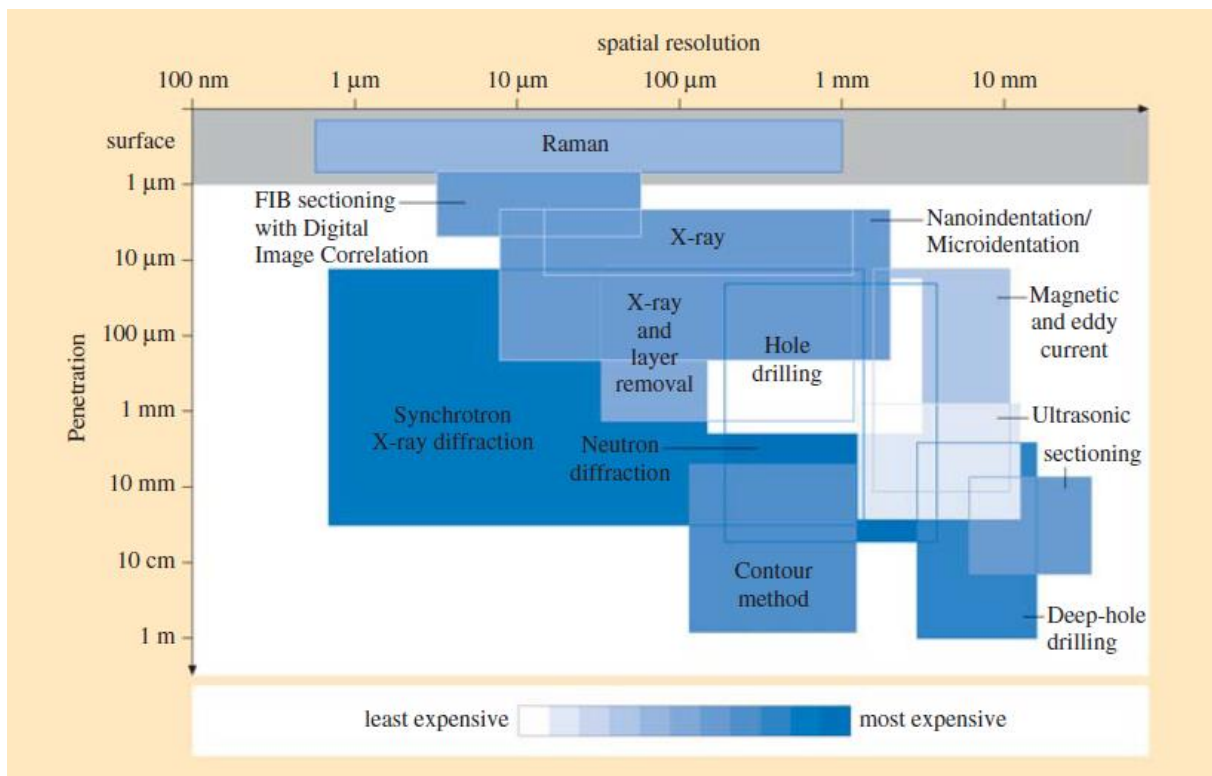 spatial resolution
100 nm
1 μm
10 μm
100 μm
1 mm
10 mm
Penetration
surface
1 μm
10 μm
100 μm
1 mm
10 mm
10 cm
1 m
Raman
FIB sectioning
with Digital
Image Correlation
X-ray
Nanoindentation/
Microidentation
X-ray
and
layer
removal
Hole
drilling
Magnetic
and eddy
current
Synchrotron
X-ray diffraction
Neutron
diffraction
Ultrasonic
sectioning
Contour
method
Deep-hole
drilling
least expensive
most expensive